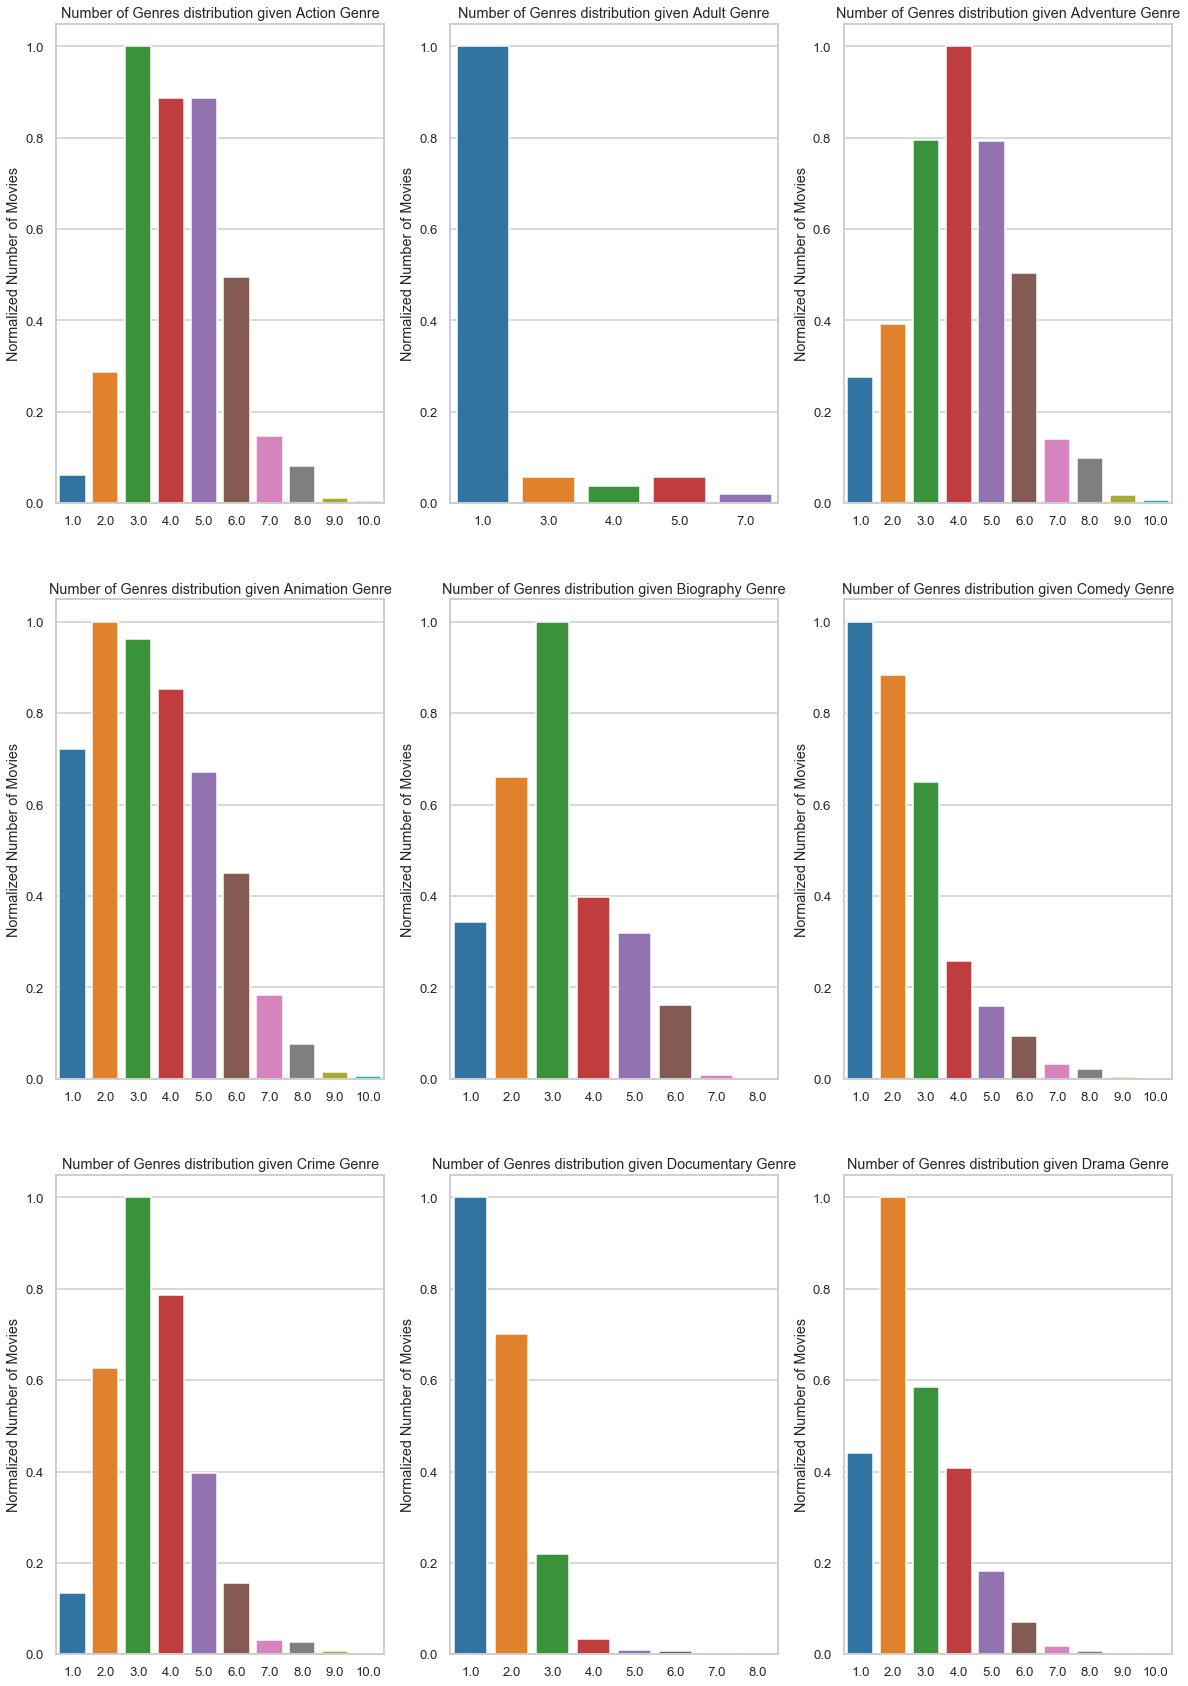 Number of Genres distribution given Action Genre
Normalized Number of Movies
1.0
0.8
0.6
0.4
0.2
0.0
1.0 2.0 3.0 4.0 5.0 6.0 7.0 8.0 9.0 10.0
Number of Genres distribution given Adult Genre
Normalized Number of Movies
1.0
0.8
0.6
0.4
0.2
0.0
1.0 3.0 4.0 5.0 7.0
Number of Genres distribution given Adventure Genre
Normalized Number of Movies
1.0
0.8
0.6
0.4
0.2
0.0
1.0 2.0 3.0 4.0 5.0 6.0 7.0 8.0 9.0 10.0
Number of Genres distribution given Animation Genre
Normalized Number of Movies
1.0
0.8
0.6
0.4
0.2
0.0
1.0 2.0 3.0 4.0 5.0 6.0 7.0 8.0 9.0 10.0
Number of Genres distribution given Biography Genre
Normalized Number of Movies
1.0
0.8
0.6
0.4
0.2
0.0
1.0 2.0 3.0 4.0 5.0 6.0 7.0 8.0
Number of Genres distribution given Comedy Genre
Normalized Number of Movies
1.0
0.8
0.6
0.4
0.2
0.0
1.0 2.0 3.0 4.0 5.0 6.0 7.0 8.0 9.0 10.0
Number of Genres distribution given Crime Genre
Normalized Number of Movies
1.0
0.8
0.6
0.4
0.2
0.0
1.0 2.0 3.0 4.0 5.0 6.0 7.0 8.0 9.0 10.0
Number of Genres distribution given Documentary Genre
Normalized Number of Movies
1.0
0.8
0.6
0.4
0.2
0.0
1.0 2.0 3.0 4.0 5.0 6.0 7.0 8.0
Number of Genres distribution given Drama Genre
Normalized Number of Movies
1.0
0.8
0.6
0.4
0.2
0.0
1.0 2.0 3.0 4.0 5.0 6.0 7.0 8.0 9.0 10.0